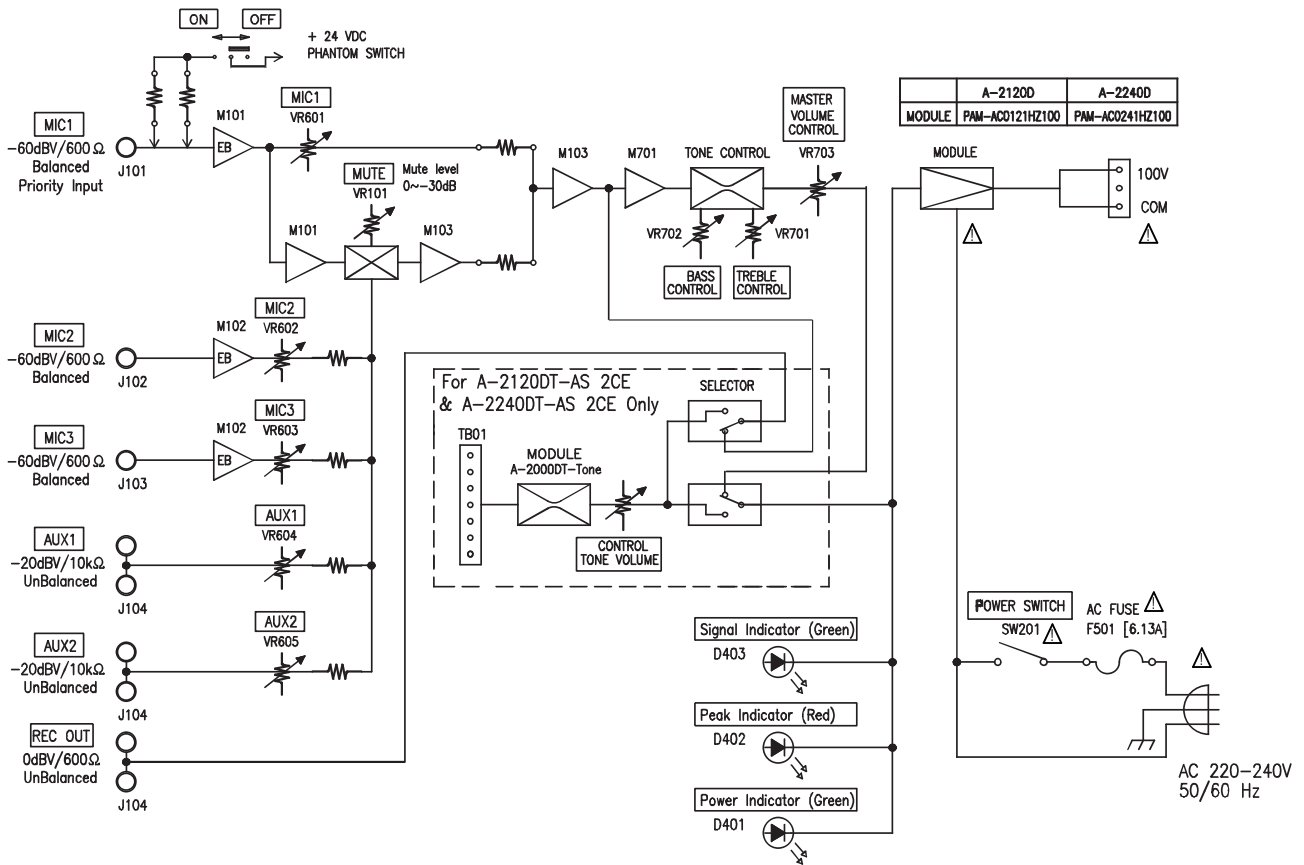 ON OFF
+ 24 VDC
PHANTOM SWITCH
MIC1
-60dBV/600Ω
Balanced
Priority Input
J101
M101
EB
MIC1
VR601
MUTE
VR101
Mute level
0~-30dB
M101
M103
M103
M701
TONE CONTROL
VR702
VR701
BASS
CONTROL
TREBLE
CONTROL
MASTER
VOLUME
CONTROL
VR703
A-2120D A-2240D
MODULE PAM-AC0121HZ100 PAM-AC0241HZ100
MODULE
100V
COM
MIC2
-60dBV/600Ω
Balanced
J102
M102
EB
MIC2
VR602
MIC3
-60dBV/600Ω
Balanced
J103
M102
EB
MIC3
VR603
AUX1
-20dBV/10kΩ
UnBalanced
J104
AUX1
VR604
AUX2
-20dBV/10kΩ
UnBalanced
J104
AUX2
VR605
REC OUT
0dBV/600Ω
UnBalanced
J104
For A-2120DT-AS 2CE
& A-2240DT-AS 2CE Only
SELECTOR
TB01
MODULE
A-2000DT-Tone
CONTROL
TONE VOLUME
Signal Indicator (Green)
D403
Peak Indicator (Red)
D402
Power Indicator (Green)
D401
POWER SWITCH
SW201
AC FUSE
F501 [6.13A]
AC 220-240V
50/60 Hz